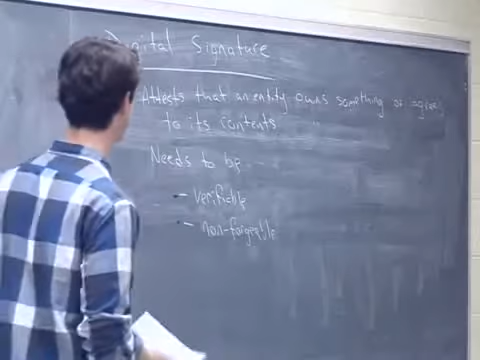 Digital Signature
Attests that an entity owns something or agrees
to its contents
Needs to be
- verifiable
- non-forgeable